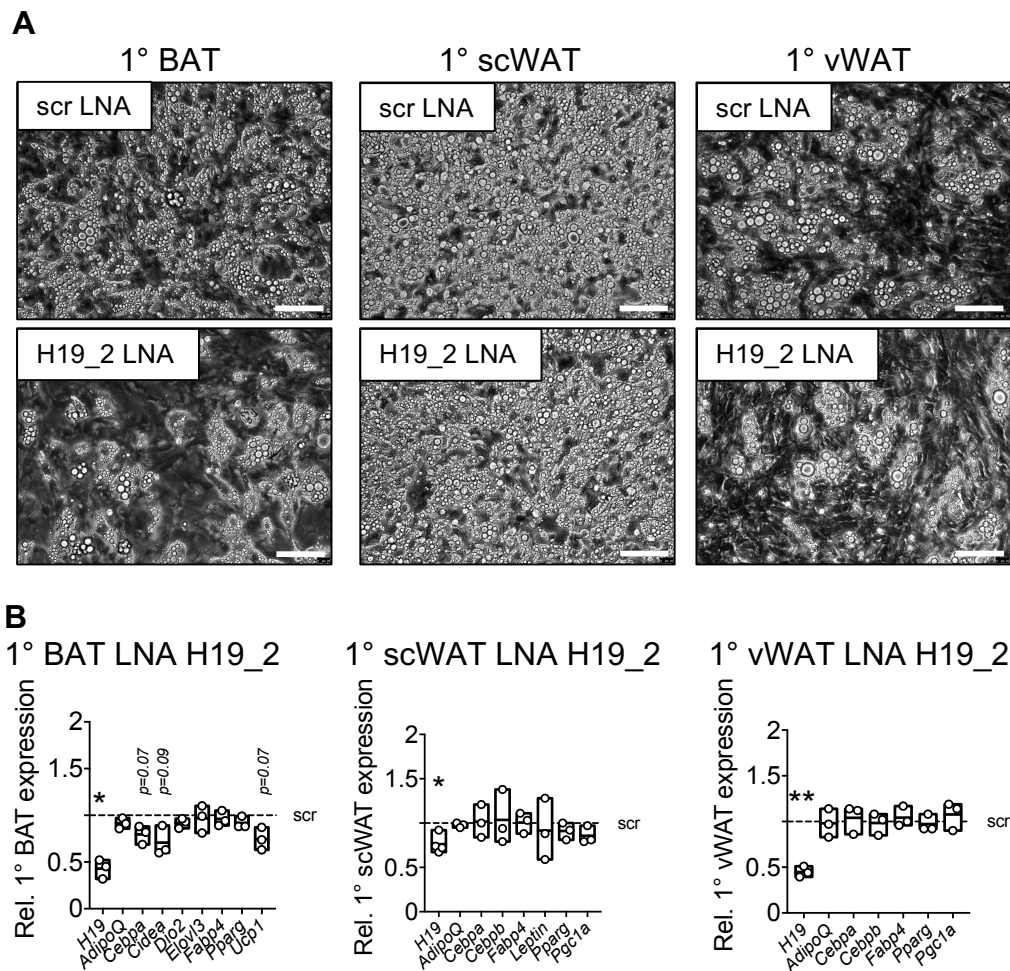 A
1° BAT
1° scWAT
1° vWAT
scr LNA
scr LNA
scr LNA
H19_2 LNA
H19_2 LNA
H19_2 LNA
B
1° BAT LNA H19_2
1° scWAT LNA H19_2
1° vWAT LNA H19_2
Rel. 1° BAT expression
2
1.5
1
0.5
0
*
p=0.07
p=0.09
p=0.07
scr
H19
AdipoQ
Cebpa
Cidea
Dio2
Elovl3
Fabp4
Pparg
Ucp1
Rel. 1° scWAT expression
2
1.5
1
0.5
0
*
scr
H19
AdipoQ
Cebpa
Cebpb
Fabp4
Leptin
Pparg
Pgc1a
Rel. 1° vWAT expression
2
1.5
1
0.5
0
**
scr
H19
AdipoQ
Cebpa
Cebpb
Fabp4
Pparg
Pgc1a